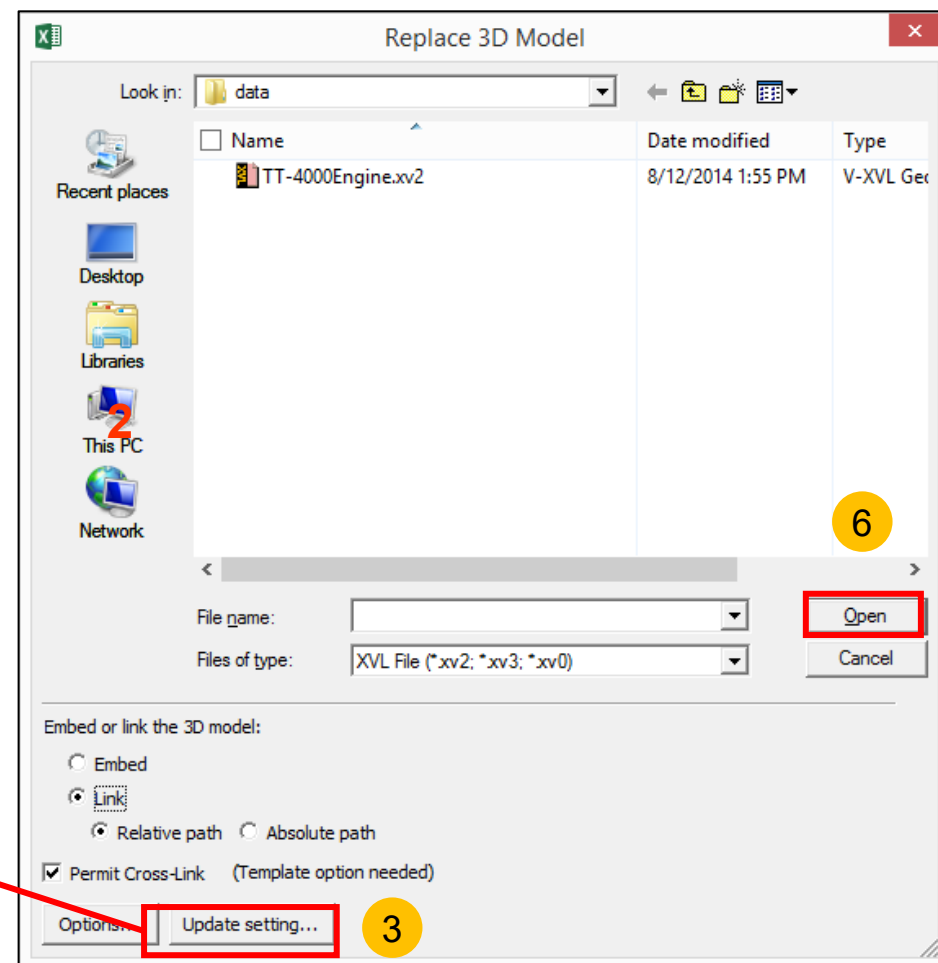 Replace 3D Model
Look in: data
Name Date modified Type
TT-4000Engine.xv2 8/12/2014 1:55 PM V-XVL Geo
Recent places
Desktop
Libraries
2
This PC
Network
6
File name: Open
Files of type: XVL File (*.xv2; *.xv3; *.xv0) Cancel
Embed or link the 3D model:
Embed
Link
Relative path Absolute path
Permit Cross-Link (Template option needed)
Options... Update setting... 3